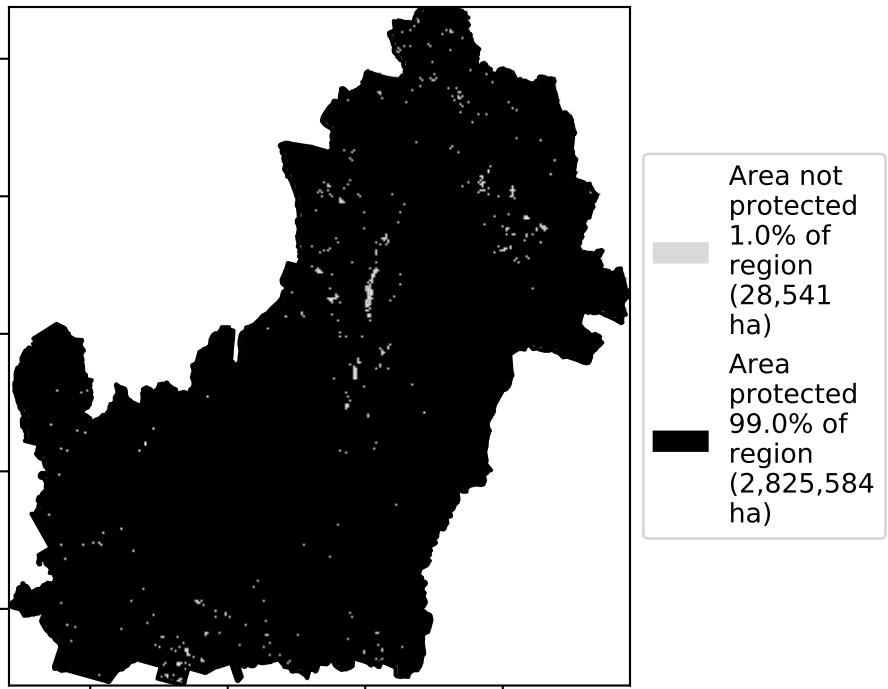 Area not
protected
1.0% of
region
(28,541
ha)
Area
protected
99.0% of
region
(2,825,584
ha)